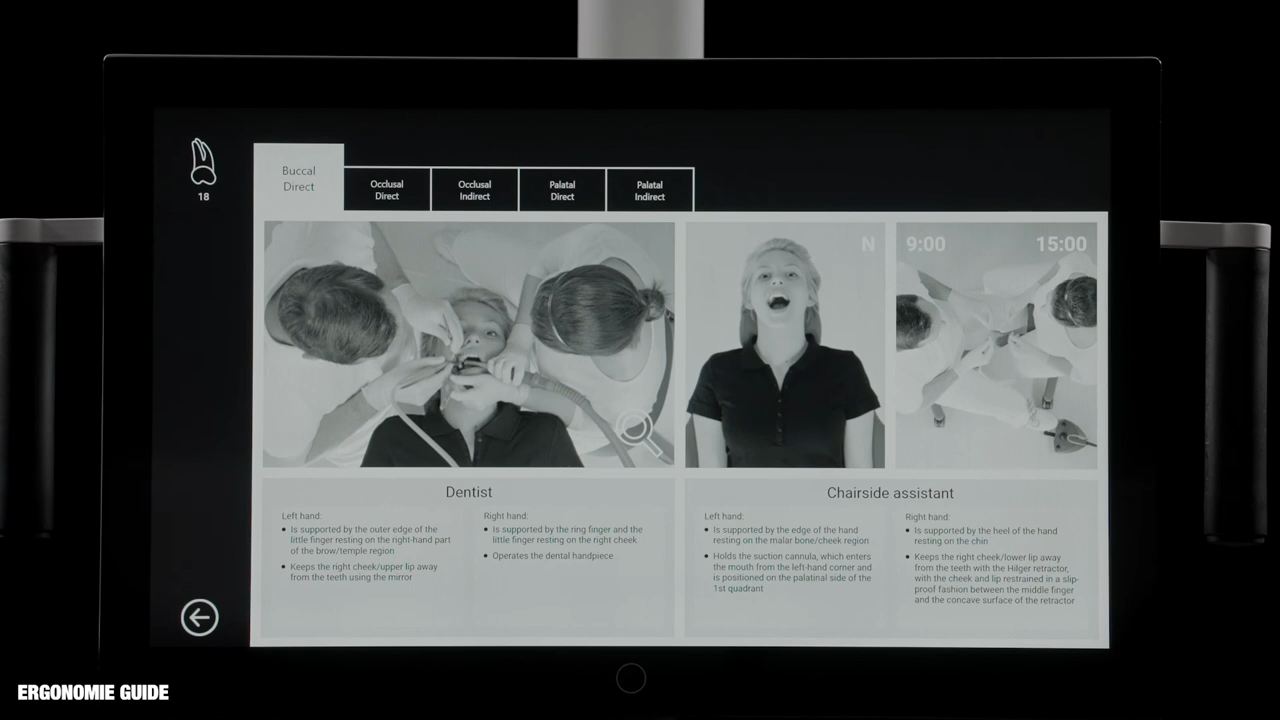 18
Buccal
Direct
Occlusal
Direct
Occlusal
Indirect
Palatal
Direct
Palatal
Indirect
N
9:00
15:00
Dentist
Left hand:
Is supported by the outer edge of the
little finger resting on the right-hand part
of the brow/temple region
Keeps the right cheek/upper lip away
from the teeth using the mirror
Right hand:
Is supported by the ring finger and the
little finger resting on the right cheek
Operates the dental handpiece
Chairside assistant
Left hand:
Is supported by the edge of the hand
resting on the malar bone/cheek region
Holds the suction cannula, which enters
the mouth from the left-hand corner and
is positioned on the palatinal side of the
1st quadrant
Right hand:
Is supported by the heel of the hand
resting on the chin
Keeps the right cheek/lower lip away
from the teeth with the Hilger retractor,
with the cheek and lip restrained in a slip-
proof fashion between the middle finger
and the concave surface of the retractor
ERGONOMIE GUIDE